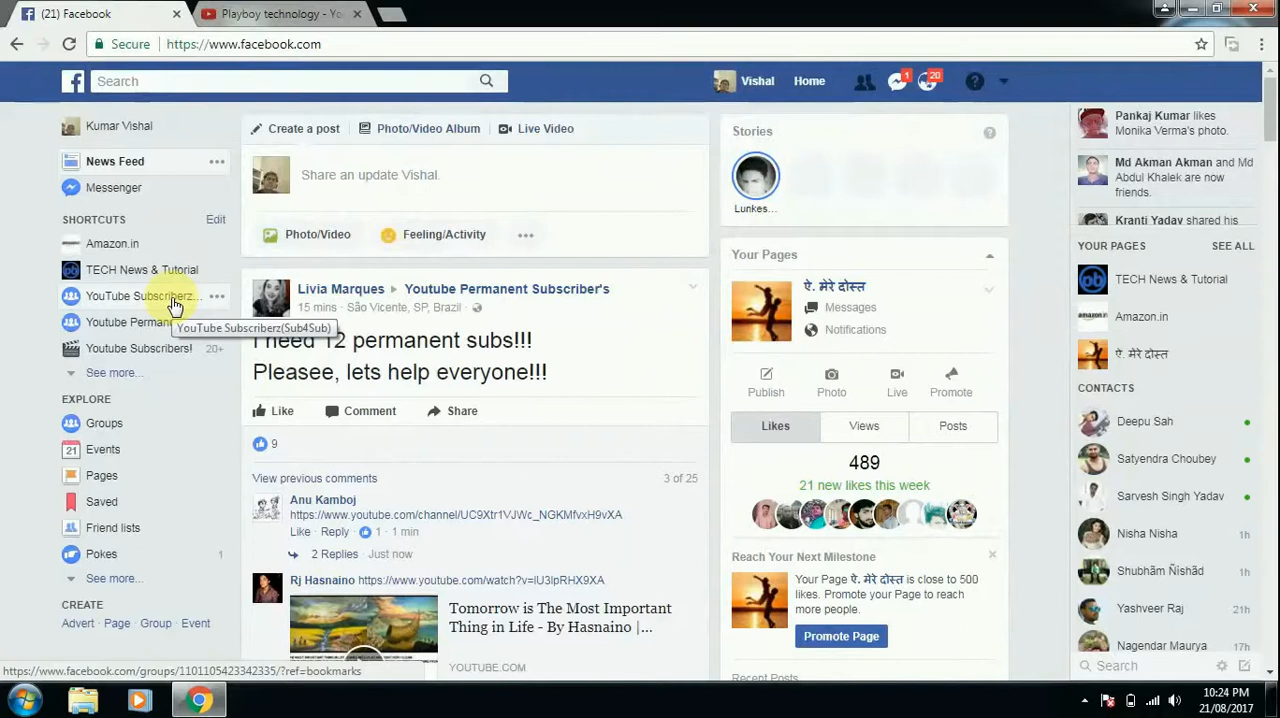 (21) Facebook
Playboy technology - Yo
Secure
https://www.facebook.com
Search
Vishal
Home
1
20
Kumar Vishal
News Feed
Messenger
SHORTCUTS
Edit
Amazon.in
TECH News & Tutorial
YouTube Subscriberz...
Youtube Perman
YouTube Subscriberz(Sub4Sub)
Youtube Subscribers!
20+
See more...
EXPLORE
Groups
21
Events
Pages
Saved
Friend lists
Pokes
1
See more...
CREATE
Advert · Page · Group · Event
Create a post
Photo/Video Album
Live Video
Share an update Vishal.
Photo/Video
Feeling/Activity
Livia Marques ▸ Youtube Permanent Subscriber's
15 mins · São Vicente, SP, Brazil ·
I need 12 permanent subs!!!
Pleasee, lets help everyone!!!
Like
Comment
Share
9
View previous comments
3 of 25
Anu Kamboj
https://www.youtube.com/channel/UC9Xtr1VJWc_NGKMfvxH9vXA
Like · Reply · 1 · 1 min
2 Replies · Just now
Rj Hasnaino https://www.youtube.com/watch?v=lU3lpRHX9XA
Tomorrow is The Most Important
Thing in Life - By Hasnaino |...
YOUTUBE.COM
Stories
Lunkes...
Your Pages
ऐ. मेरे दोस्त
Messages
Notifications
Publish
Photo
Live
Promote
Likes
Views
Posts
489
21 new likes this week
Reach Your Next Milestone
Your Page ऐ. मेरे दोस्त is close to 500
likes. Promote your Page to reach
more people.
Promote Page
Recent Posts
Pankaj Kumar likes
Monika Verma's photo.
Md Akman Akman and Md
Abdul Khalek are now
friends.
Kranti Yadav shared his
YOUR PAGES
SEE ALL
TECH News & Tutorial
Amazon.in
ऐ. मेरे दोस्त
CONTACTS
Deepu Sah
Satyendra Choubey
Sarvesh Singh Yadav
Nisha Nisha
1h
Shubhãm Ñishãd
1h
Yashveer Raj
21h
Nagendar Maurya
17h
Search
https://www.facebook.com/groups/1101105423342335/?ref=bookmarks
10:24 PM
21/08/2017